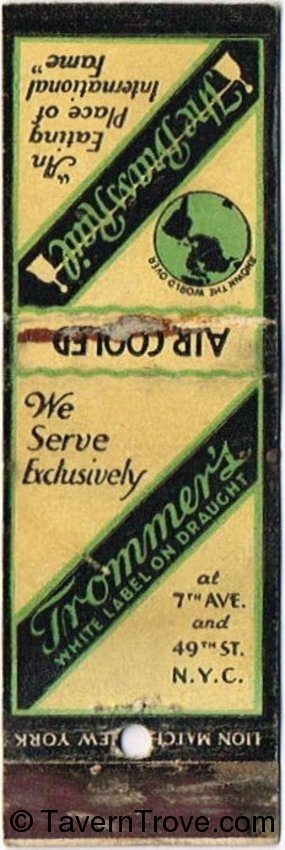 "An
Eating
Place of
International
Fame"
The Brass Rail
KNOWN THE WORLD OVER
AIR COOLED
We
Serve
Exclusively
Trommer's
WHITE LABEL ON DRAUGHT
at
7TH AVE.
and
49TH ST.
N.Y.C.
LION MATCH NEW YORK
© TavernTrove.com